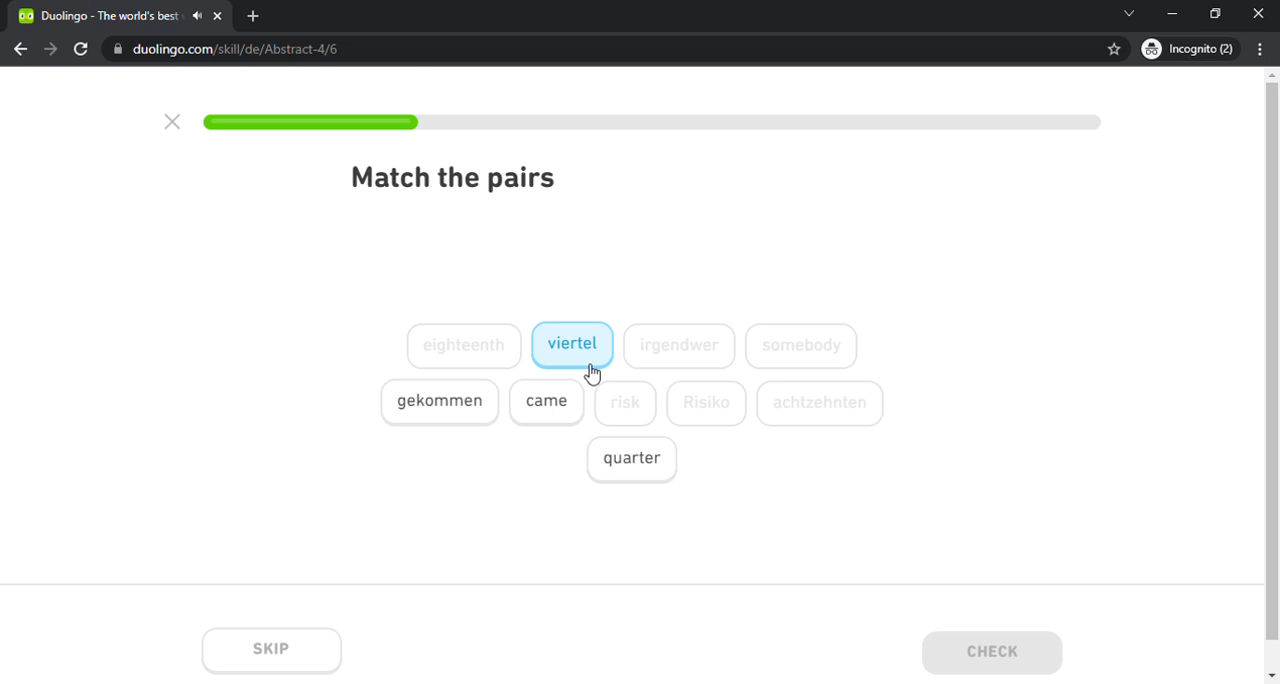 Duolingo - The world's best
duolingo.com/skill/de/Abstract-4/6
Incognito (2)
Match the pairs
eighteenth viertel irgendwer somebody
gekommen came risk Risiko achtzehnten
quarter
SKIP CHECK